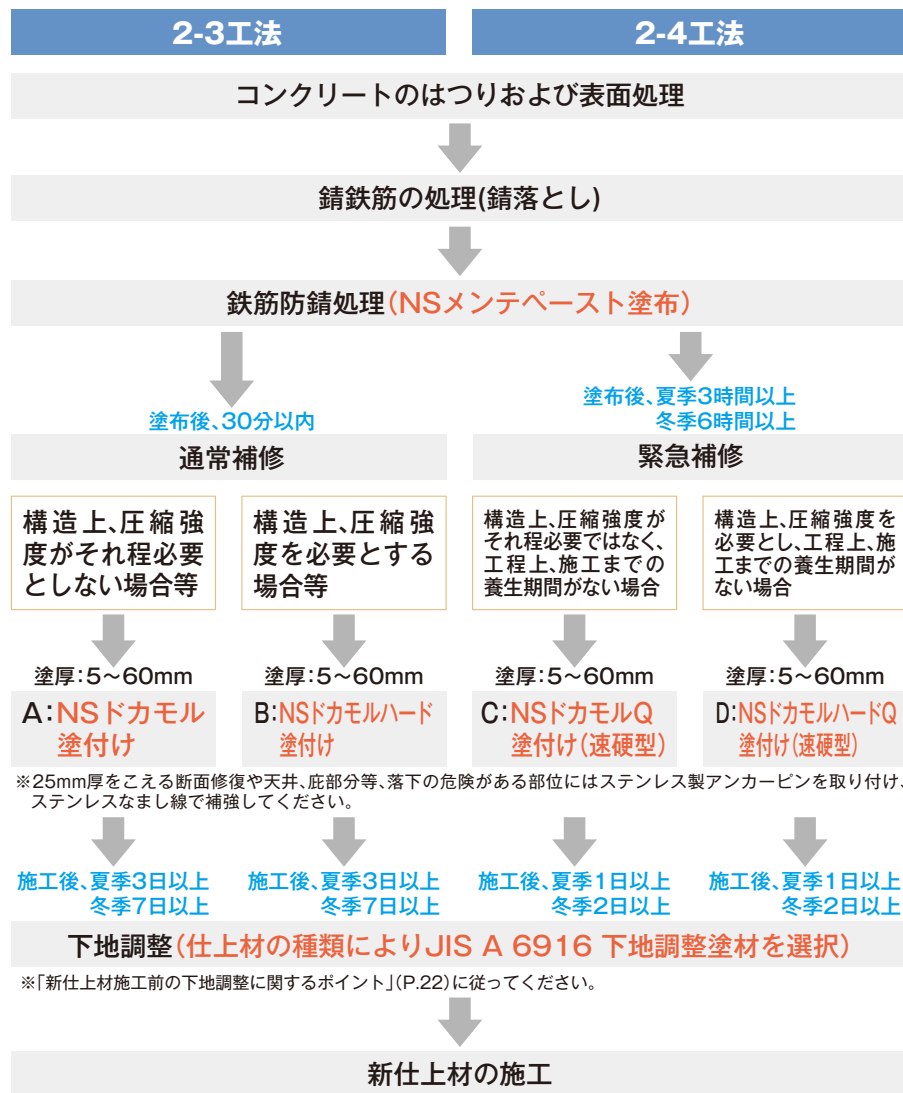 2-3工法
2-4工法
コンクリートのはつりおよび表面処理
錆鉄筋の処理(錆落とし)
鉄筋防錆処理(NSメンテペースト塗布)
塗布後、30分以内
塗布後、夏季3時間以上
冬季6時間以上
通常補修
緊急補修
構造上、圧縮強
度がそれ程必要
としない場合等
構造上、圧縮強
度を必要とする
場合等
構造上、圧縮強度が
それ程必要ではなく、
工程上、施工までの
養生期間がない場合
構造上、圧縮強度を
必要とし、工程上、施
工までの養生期間が
ない場合
塗厚:5~60mm
塗厚:5~60mm
塗厚:5~60mm
塗厚:5~60mm
A:NSドカモル
塗付け
B:NSドカモルハード
塗付け
C:NSドカモルQ
塗付け(速硬型)
D:NSドカモルハードQ
塗付け(速硬型)
※25mm厚をこえる断面修復や天井、庇部分等、落下の危険がある部位にはステンレス製アンカーピンを取り付け、
ステンレスなまし線で補強してください。
施工後、夏季3日以上
冬季7日以上
施工後、夏季3日以上
冬季7日以上
施工後、夏季1日以上
冬季2日以上
施工後、夏季1日以上
冬季2日以上
下地調整(仕上材の種類によりJIS A 6916 下地調整塗材を選択)
※「新仕上材施工前の下地調整に関するポイント」(P.22)に従ってください。
新仕上材の施工